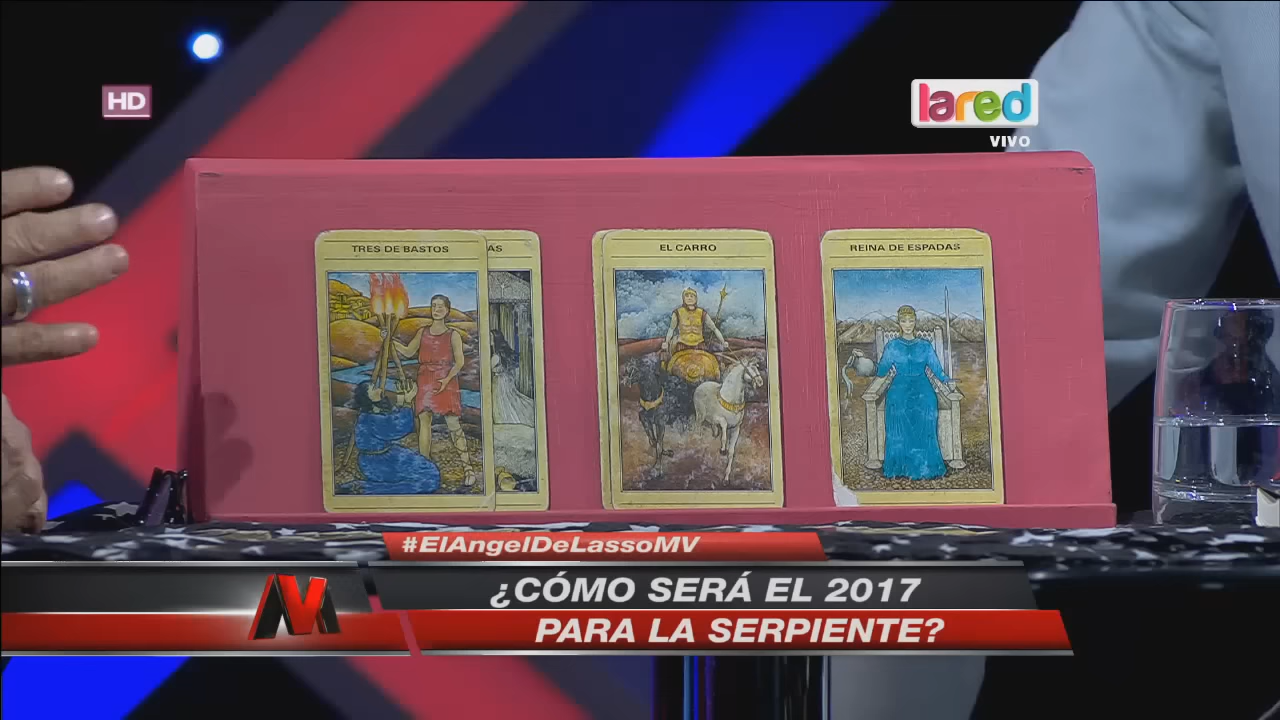 HD
lared
VIVO
TRES DE BASTOS
AS
EL CARRO
REINA DE ESPADAS
#ElAngelDeLassoMV
¿CÓMO SERÁ EL 2017
PARA LA SERPIENTE?